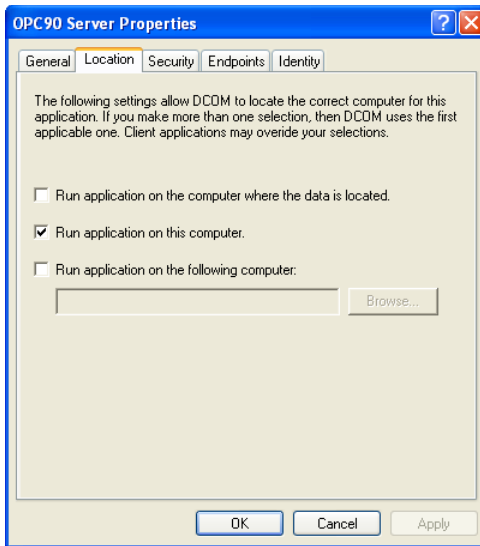 OPC90 Server Properties
General Location Security Endpoints Identity
The following settings allow DCOM to locate the correct computer for this
application. If you make more than one selection, then DCOM uses the first
applicable one. Client applications may overide your selections.
Run application on the computer where the data is located.
Run application on this computer.
Run application on the following computer:
Browse...
OK Cancel Apply